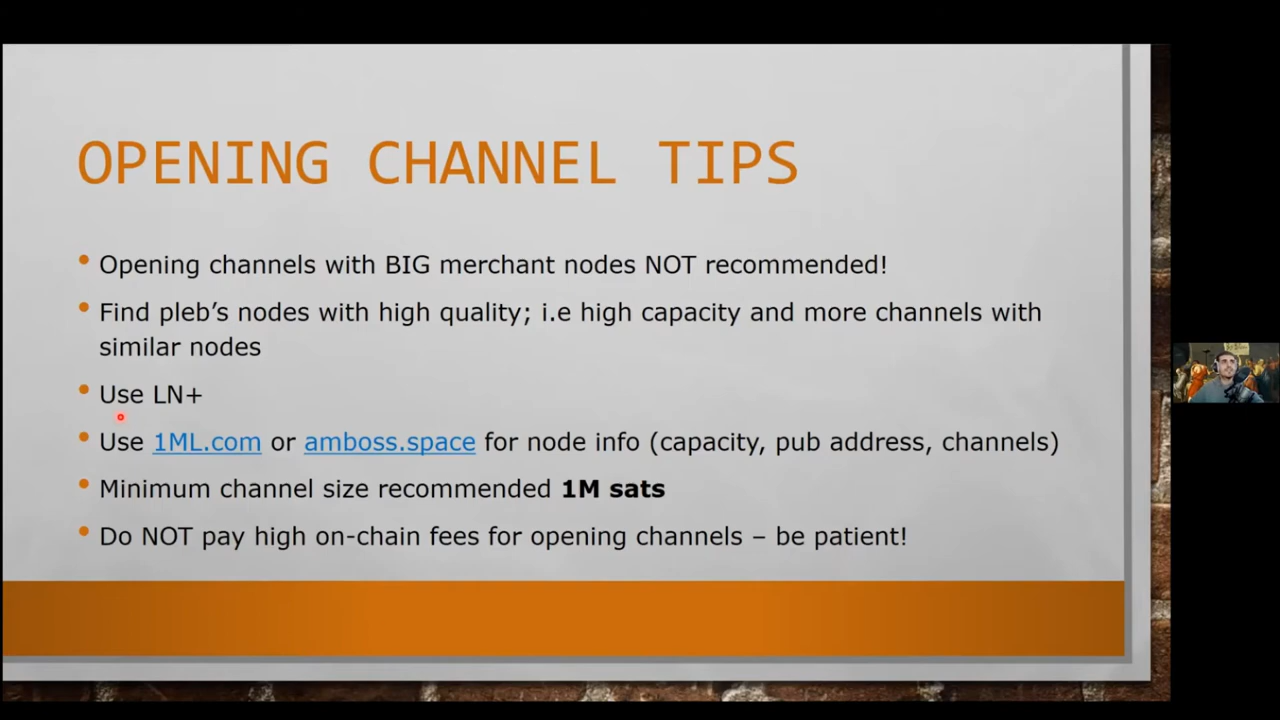 OPENING CHANNEL TIPS
• Opening channels with BIG merchant nodes NOT recommended!
• Find pleb's nodes with high quality; i.e high capacity and more channels with
similar nodes
• Use LN+
• Use 1ML.com or amboss.space for node info (capacity, pub address, channels)
• Minimum channel size recommended 1M sats
• Do NOT pay high on-chain fees for opening channels – be patient!